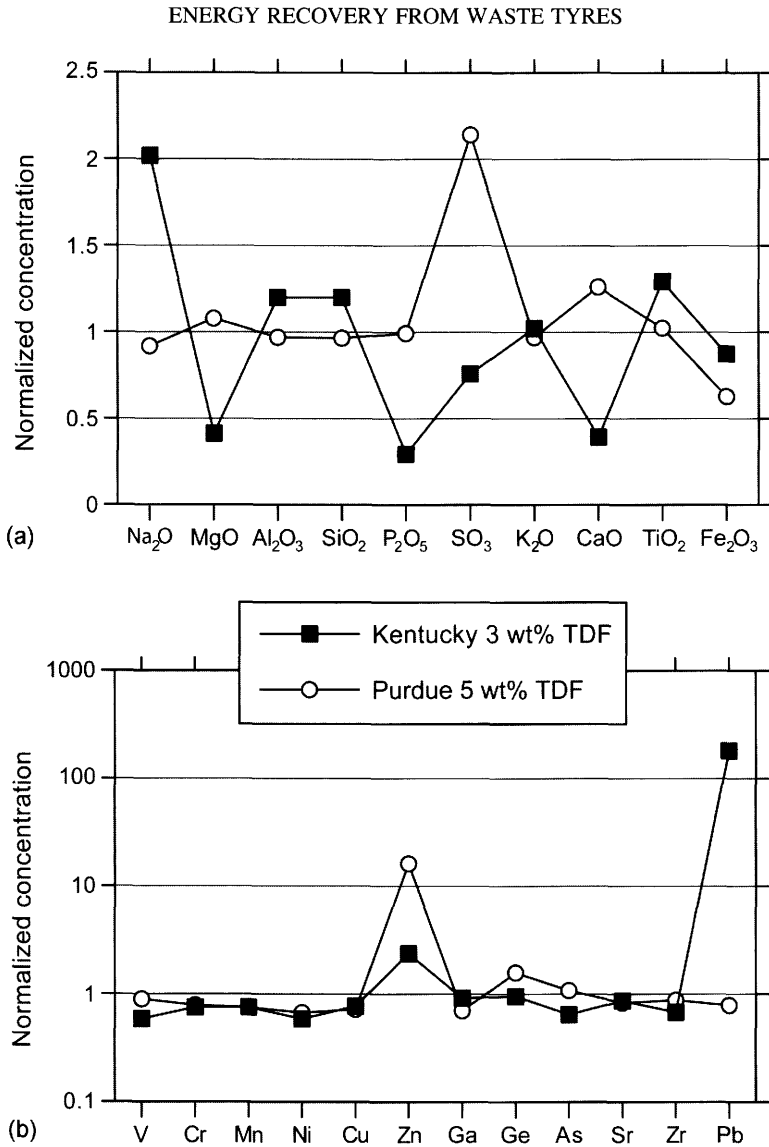 ENERGY RECOVERY FROM WASTE TYRES
2.5
2
1.5
1
0.5
0
Normalized concentration
(a)
Na₂O MgO Al₂O₃ SiO₂ P₂O₅ SO₃ K₂O CaO TiO₂ Fe₂O₃
Kentucky 3 wt% TDF
Purdue 5 wt% TDF
1000
100
10
1
0.1
Normalized concentration
(b)
V Cr Mn Ni Cu Zn Ga Ge As Sr Zr Pb